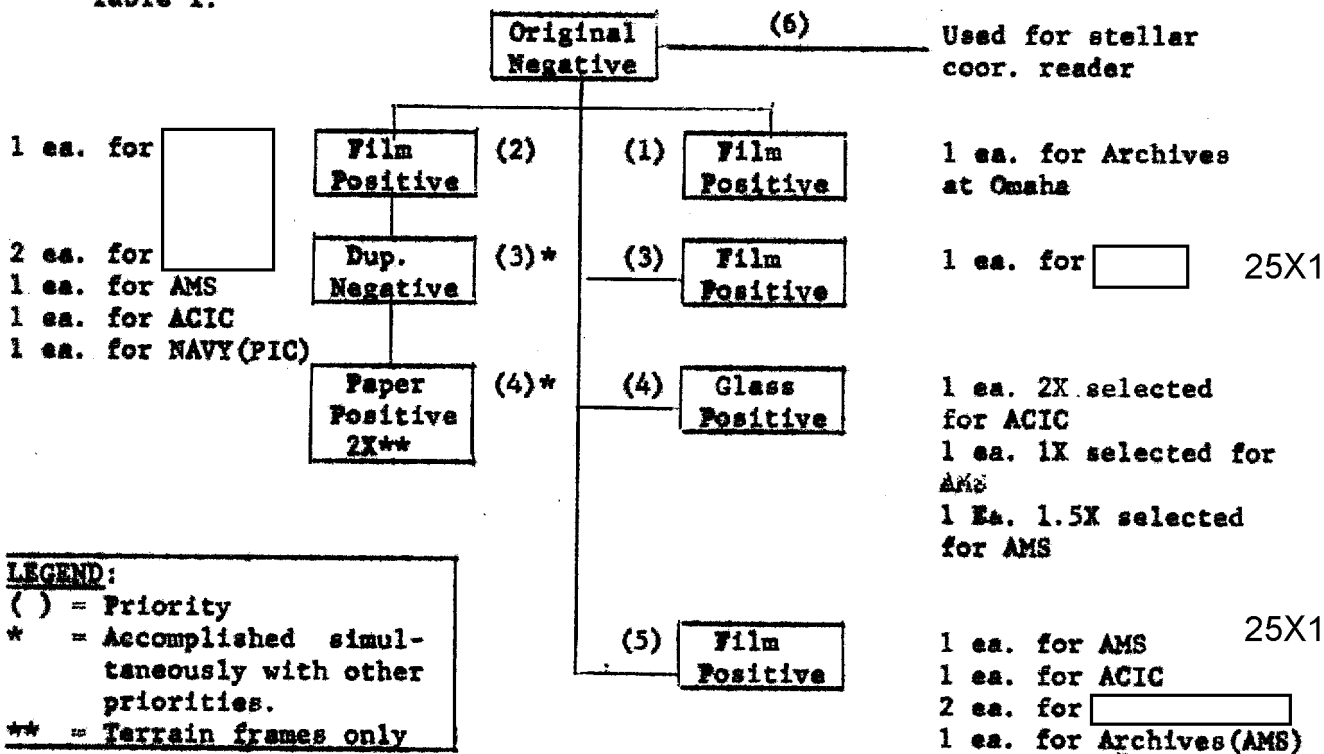 Table 1.
Original
Negative
(6)
Used for stellar
coor. reader
1 ea. for
Film
Positive
(2)
(1)
Film
Positive
1 ea. for Archives
at Omaha
2 ea. for
1 ea. for AMS
1 ea. for ACIC
1 ea. for NAVY(PIC)
Dup.
Negative
(3)*
(3)
Film
Positive
1 ea. for
25X1
Paper
Positive
2X**
(4)*
(4)
Glass
Positive
1 ea. 2X selected
for ACIC
1 ea. 1X selected for
AMS
1 Ea. 1.5X selected
for AMS
LEGEND:
( ) = Priority
* = Accomplished simul-
taneously with other
priorities.
** = Terrain frames only
(5)
Film
Positive
1 ea. for AMS
1 ea. for ACIC
2 ea. for
1 ea. for Archives(AMS)
25X1